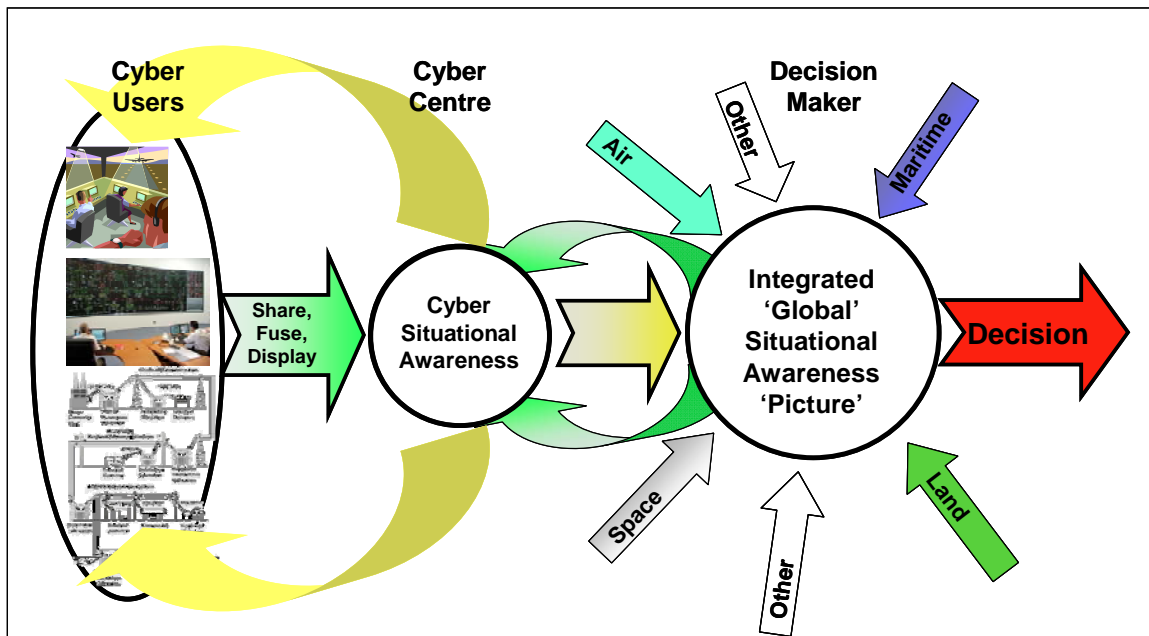 Cyber
Users
Cyber
Centre
Decision
Maker
Air
Other
Maritime
Share,
Fuse,
Display
Cyber
Situational
Awareness
Integrated
‘Global’
Situational
Awareness
‘Picture’
Decision
Space
Other
Land